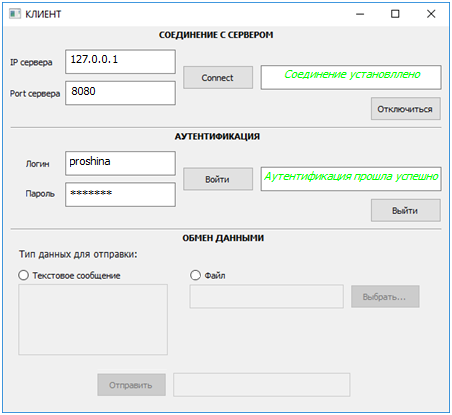 КЛИЕНТ
СОЕДИНЕНИЕ С СЕРВЕРОМ
IP сервера 127.0.0.1
Connect Соединение установллено
Port сервера 8080
Отключиться
АУТЕНТИФИКАЦИЯ
Логин proshina
Войти Аутентификация прошла успешно
Пароль *******
Выйти
ОБМЕН ДАННЫМИ
Тип данных для отправки:
Текстовое сообщение Файл
Выбрать...
Отправить